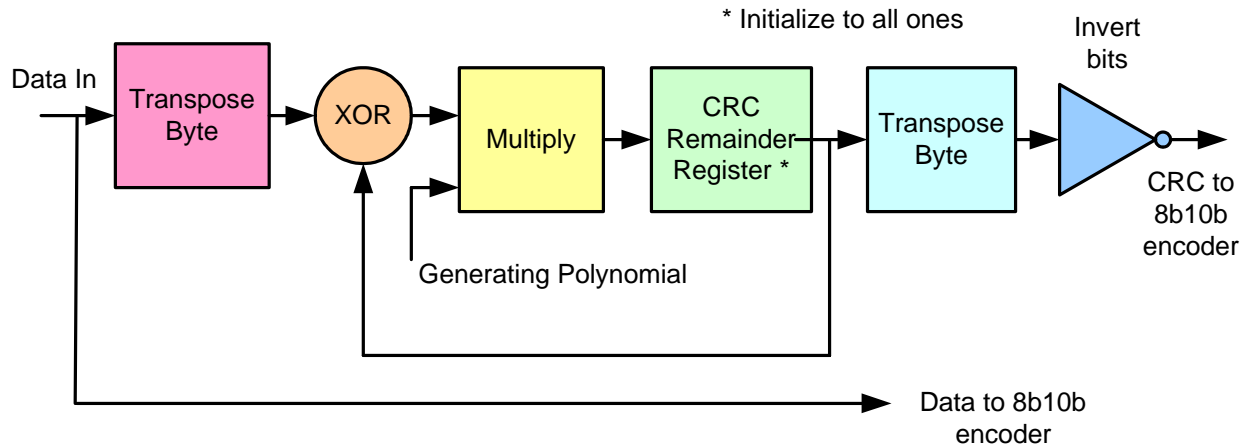 * Initialize to all ones
Invert
bits
Data In
Transpose
Byte
XOR
Multiply
CRC
Remainder
Register *
Transpose
Byte
CRC to
8b10b
encoder
Generating Polynomial
Data to 8b10b
encoder